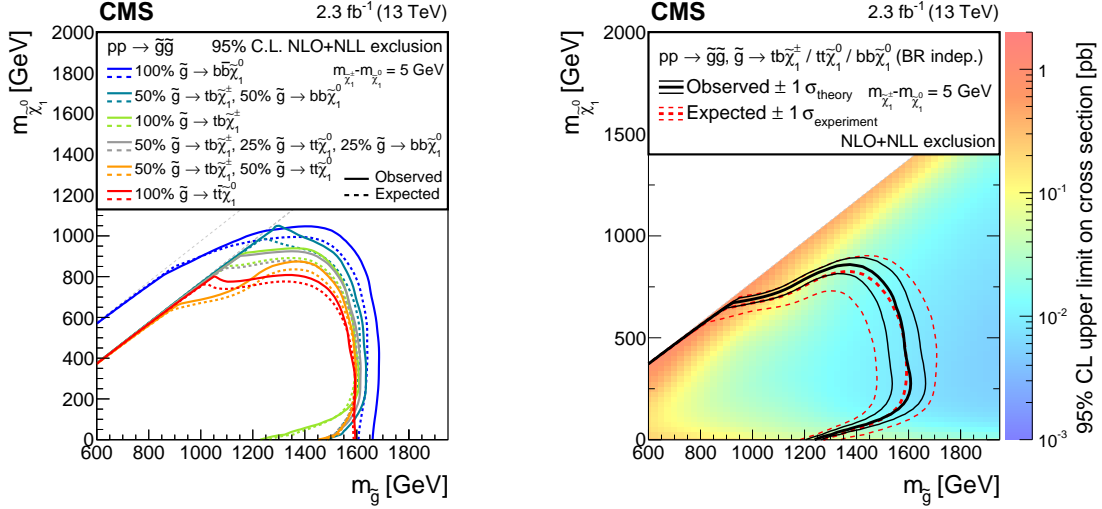 CMS 2.3 fb⁻¹ (13 TeV)
pp → g̃g̃ 95% C.L. NLO+NLL exclusion
100% g̃ → bb̄χ̃₁⁰ m_χ̃₁± - m_χ̃₁⁰ = 5 GeV
50% g̃ → tbχ̃₁±, 50% g̃ → bbχ̃₁⁰
100% g̃ → tbχ̃₁±
50% g̃ → tbχ̃₁±, 25% g̃ → ttχ̃₁⁰, 25% g̃ → bbχ̃₁⁰
50% g̃ → tbχ̃₁±, 50% g̃ → ttχ̃₁⁰
100% g̃ → tt̄χ̃₁⁰
Observed
Expected
m_χ̃₁⁰ [GeV]
2000
1800
1600
1400
1200
1000
800
600
400
200
0
600 800 1000 1200 1400 1600 1800
m_g̃ [GeV]
CMS 2.3 fb⁻¹ (13 TeV)
pp → g̃g̃, g̃ → tbχ̃₁± / ttχ̃₁⁰ / bbχ̃₁⁰ (BR indep.)
Observed ± 1 σ_theory m_χ̃₁± - m_χ̃₁⁰ = 5 GeV
Expected ± 1 σ_experiment
NLO+NLL exclusion
m_χ̃₁⁰ [GeV]
2000
1500
1000
500
0
600 800 1000 1200 1400 1600 1800
m_g̃ [GeV]
1
10⁻¹
10⁻²
10⁻³
95% CL upper limit on cross section [pb]